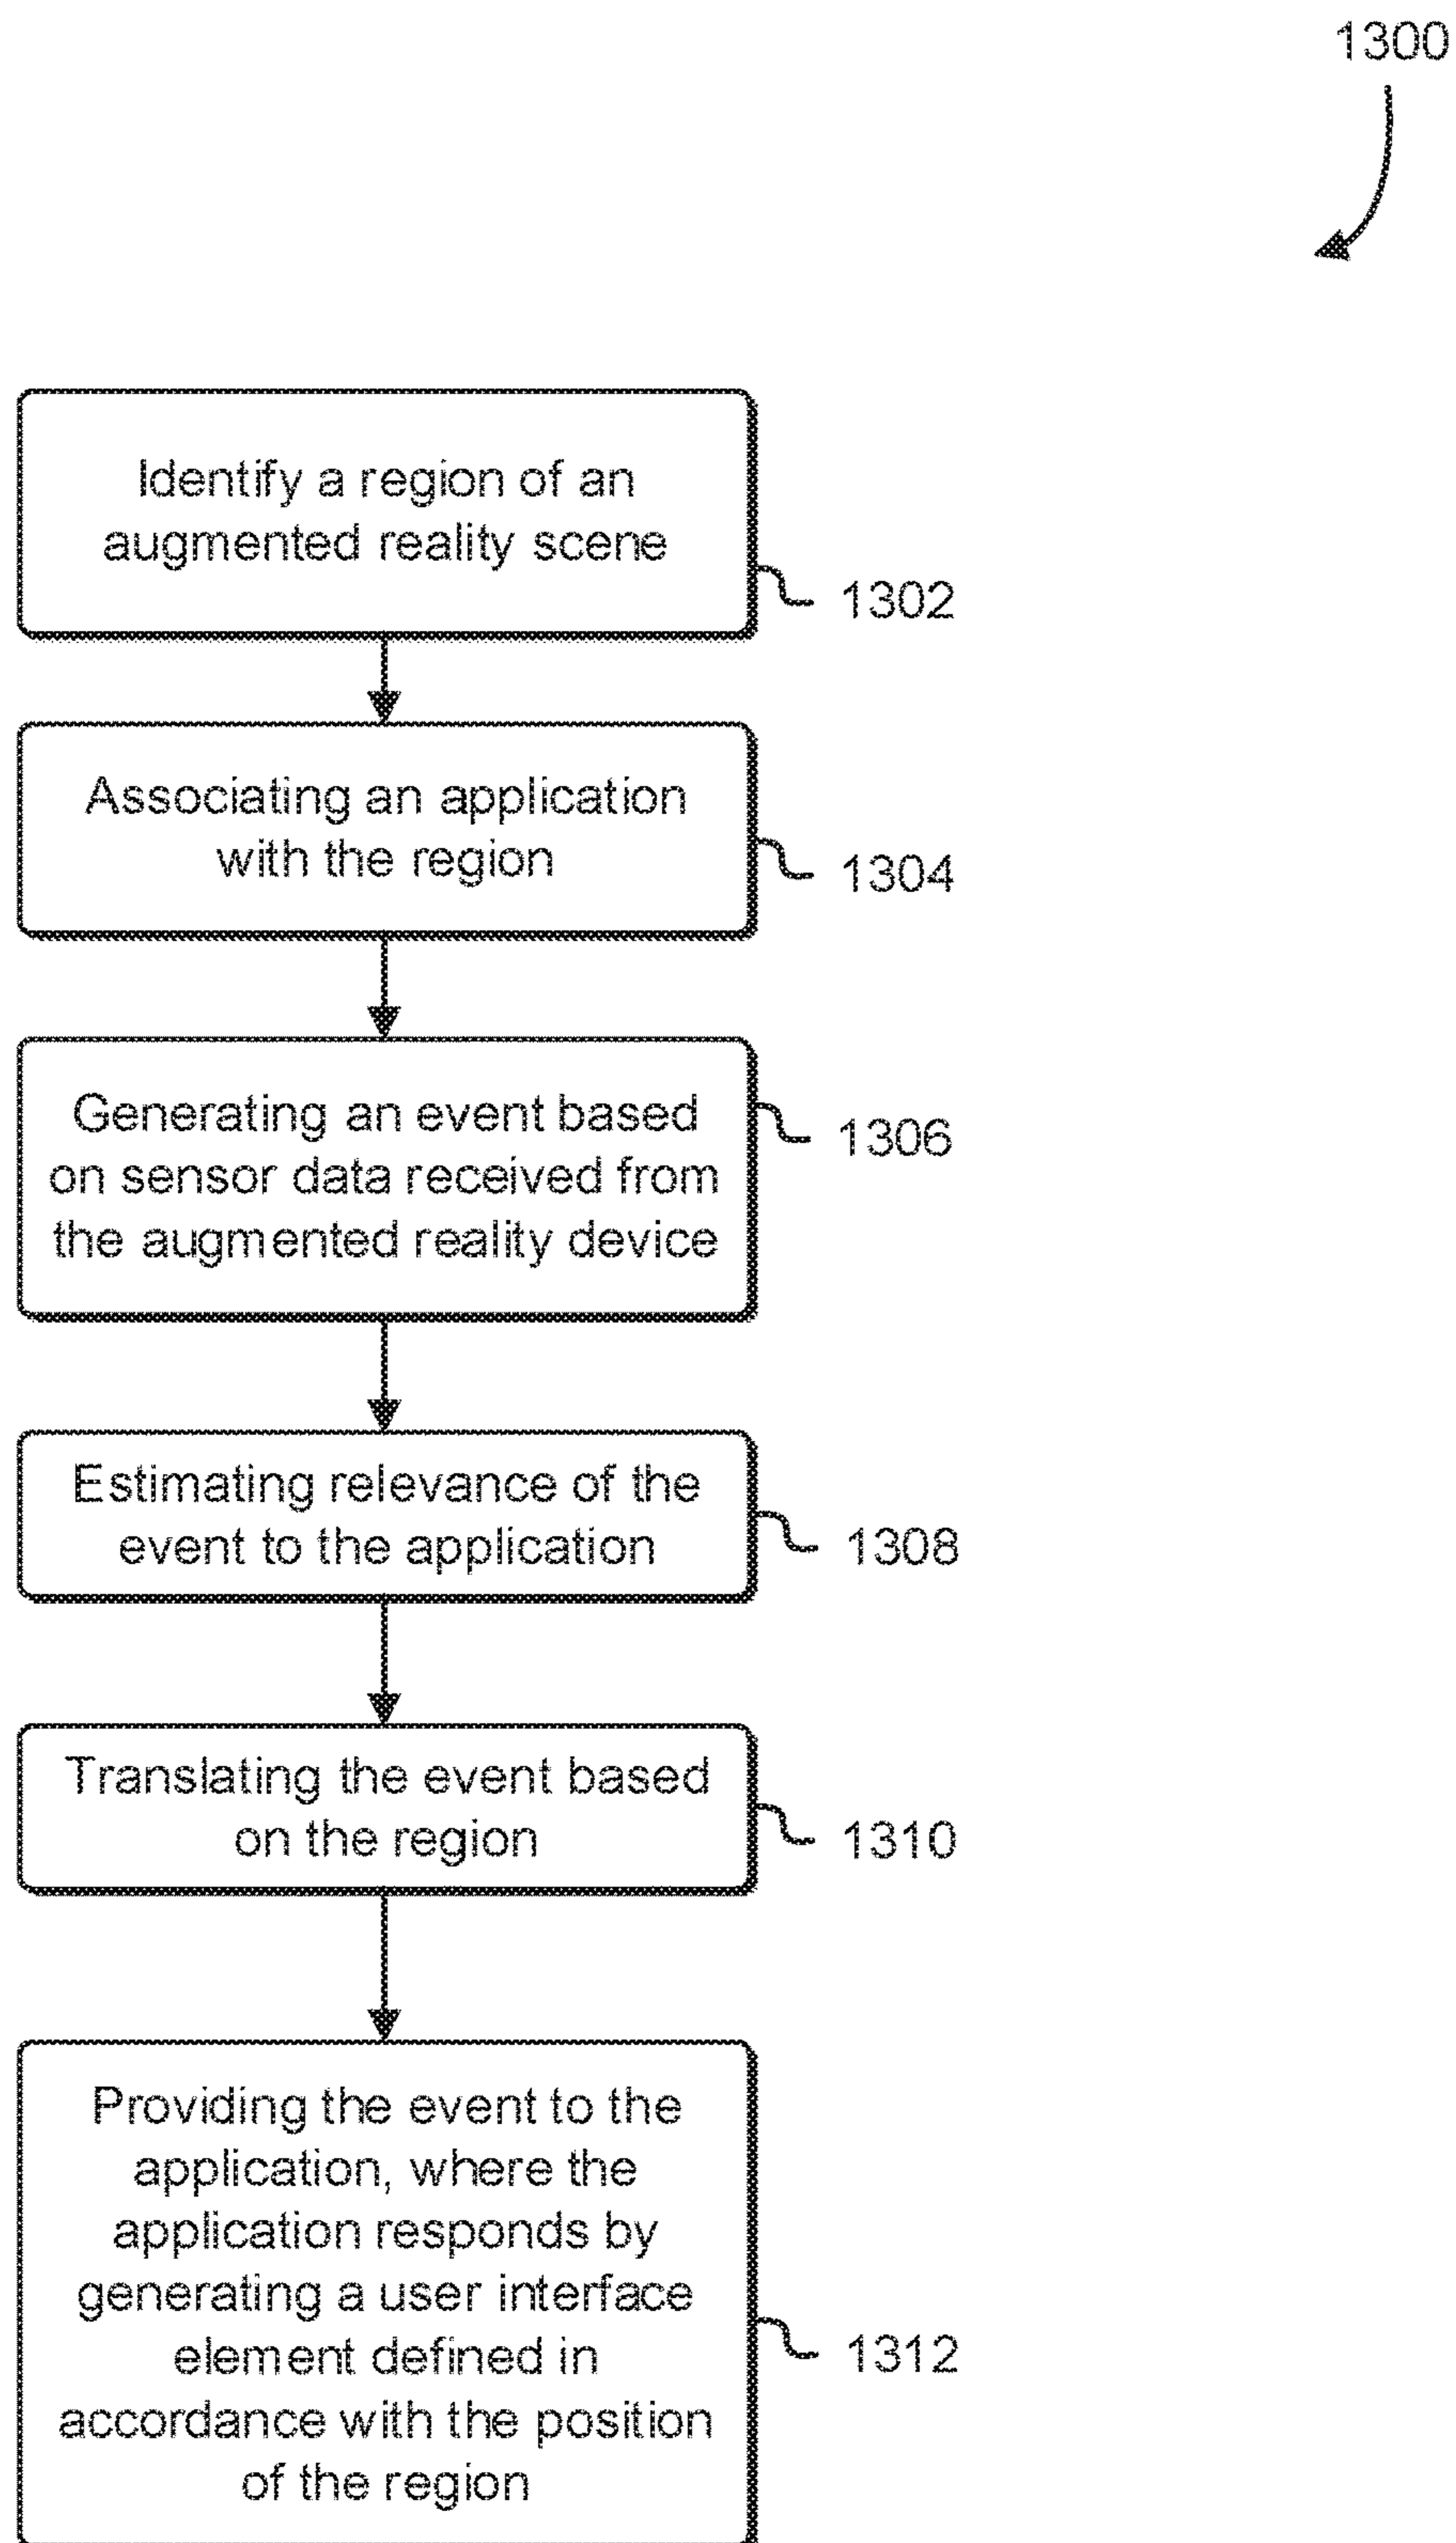 1300
Identify a region of an
augmented reality scene
1302
Associating an application
with the region
1304
Generating an event based
on sensor data received from
the augmented reality device
1306
Estimating relevance of the
event to the application
1308
Translating the event based
on the region
1310
Providing the event to the
application, where the
application responds by
generating a user interface
element defined in
accordance with the position
of the region
1312